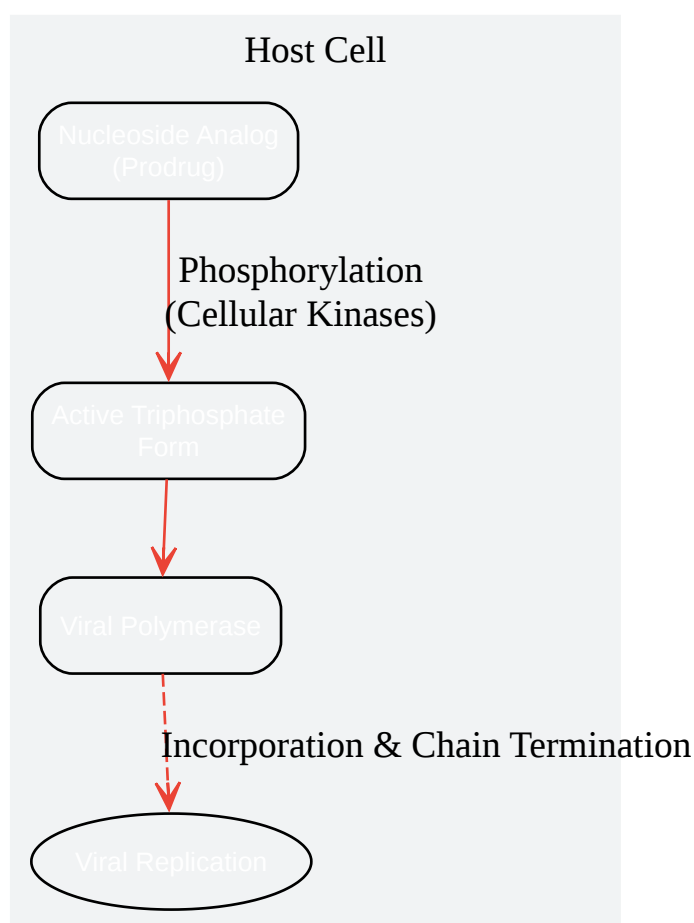 Host Cell
Nucleoside Analog
(Prodrug)
Phosphorylation
(Cellular Kinases)
Active Triphosphate
Form
Viral Polymerase
Incorporation & Chain Termination
Viral Replication